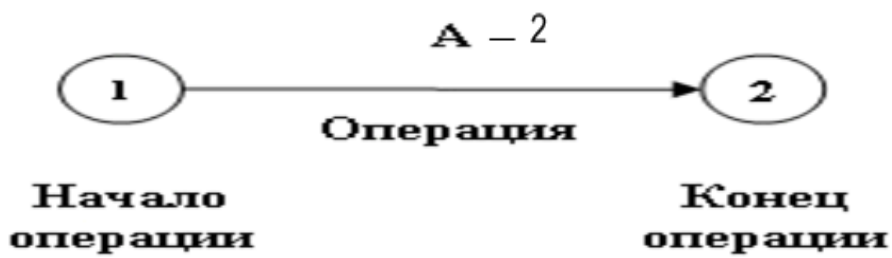 А – 2
1
2
Операция
Начало
операции
Конец
операции